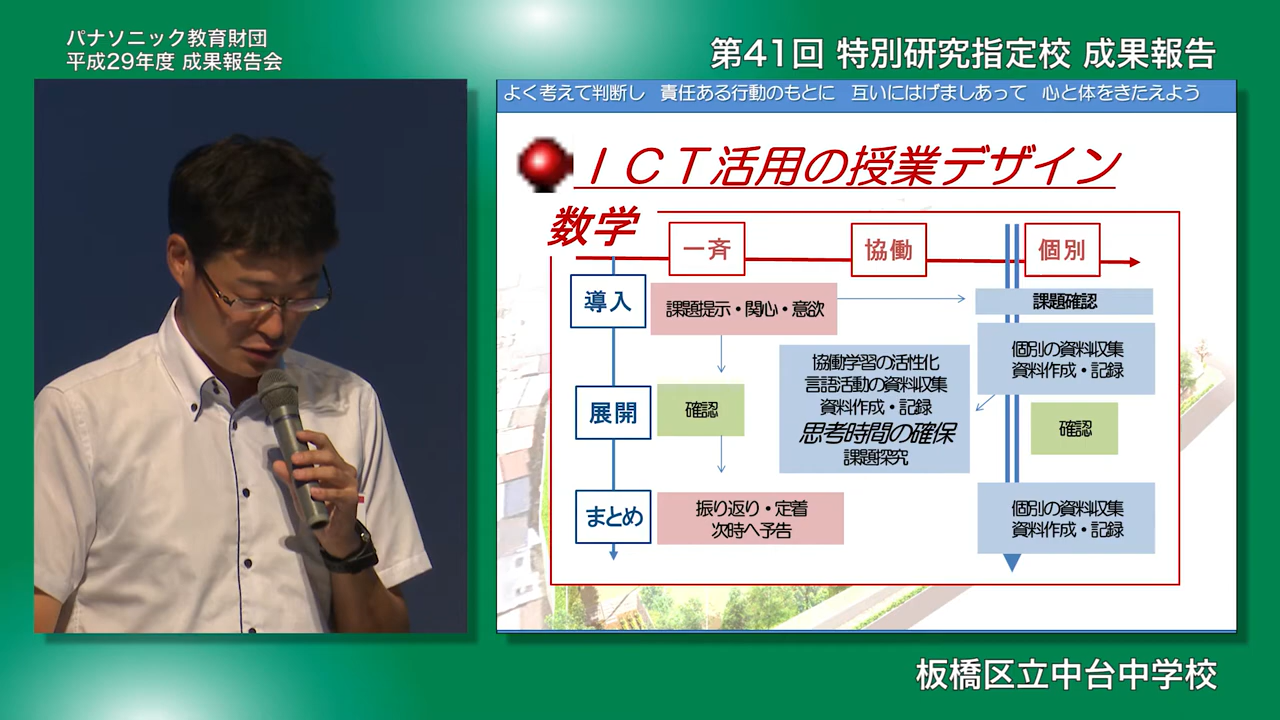 パナソニック教育財団
平成29年度 成果報告会
第41回 特別研究指定校 成果報告
よく考えて判断し　責任ある行動のもとに　互いにはげましあって　心と体をきたえよう
ＩＣＴ活用の授業デザイン
数学
一斉
協働
個別
導入
課題提示・関心・意欲
課題確認
個別の資料収集
資料作成・記録
協働学習の活性化
言語活動の資料収集
資料作成・記録
思考時間の確保
課題探究
展開
確認
確認
まとめ
振り返り・定着
次時へ予告
個別の資料収集
資料作成・記録
板橋区立中台中学校